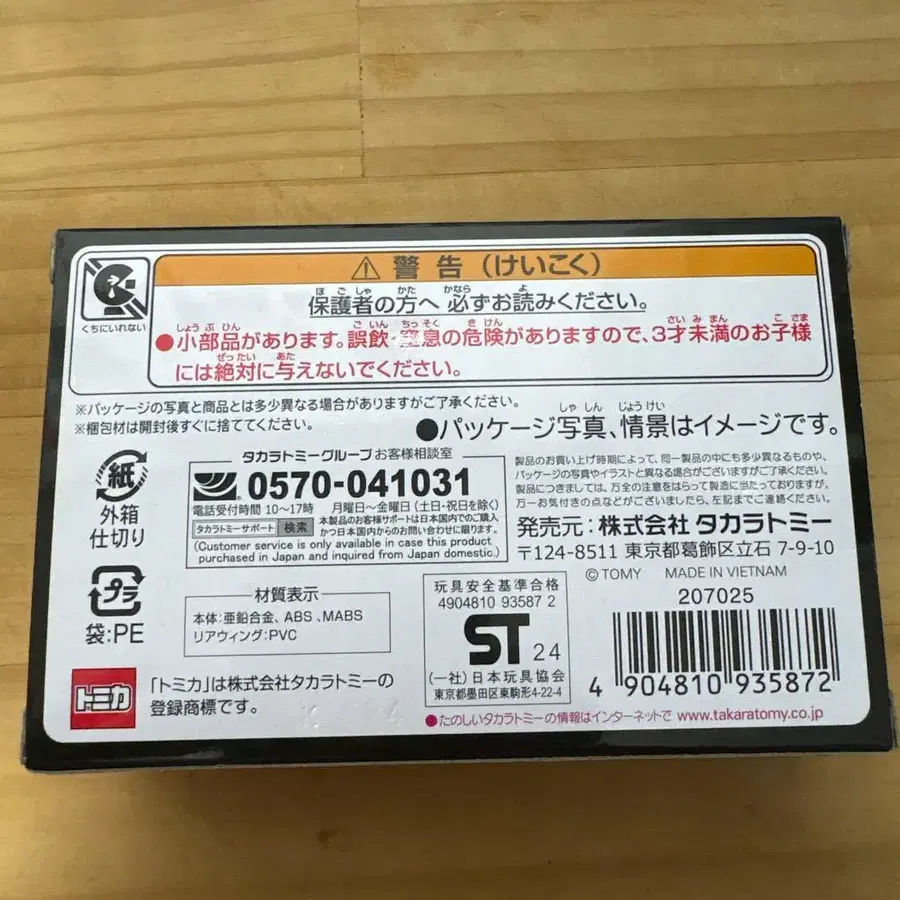 くちにいれない
⚠ 警告(けいこく)
保護者の方へ 必ずお読みください。
●小部品があります。誤飲・窒息の危険がありますので、3才未満のお子様
には絶対に与えないでください。
※パッケージの写真と商品とは多少異なる場合がありますがご了承ください。
※梱包材は開封後すぐに捨ててください。
●パッケージ写真、情景はイメージです。
紙
外箱
仕切り
プラ
袋:PE
タカラトミーグループ お客様相談室
0570-041031
電話受付時間 10~17時 月曜日~金曜日(土日・祝日を除く)
タカラトミーサポート 検索
本製品のお客様サポートは日本国内でのご購入
かつ日本国内からのお問い合わせに限ります。
(Customer service is only available in case this product
purchased in Japan and inquired from Japan domestic.)
製品のお買い上げ時期によって、同一製品の中にも多少異なるものや、
パッケージの写真やイラストと異なる場合がございますがご了承ください。
製品につきましては、万全の注意をはらって製造に当たっておりますが、
万一お気付きの点などがございましたら、左記までご連絡ください。
発売元:株式会社 タカラトミー
〒124-8511 東京都葛飾区立石 7-9-10
© TOMY MADE IN VIETNAM
207025
材質表示
本体:亜鉛合金、ABS、MABS
リアウィング:PVC
玩具安全基準合格
4904810 93587 2
ST 24
(一社)日本玩具協会
東京都墨田区東駒形4-22-4
4 904810 935872
トミカ
「トミカ」は株式会社タカラトミーの
登録商標です。
●たのしいタカラトミーの情報はインターネットで www.takaratomy.co.jp